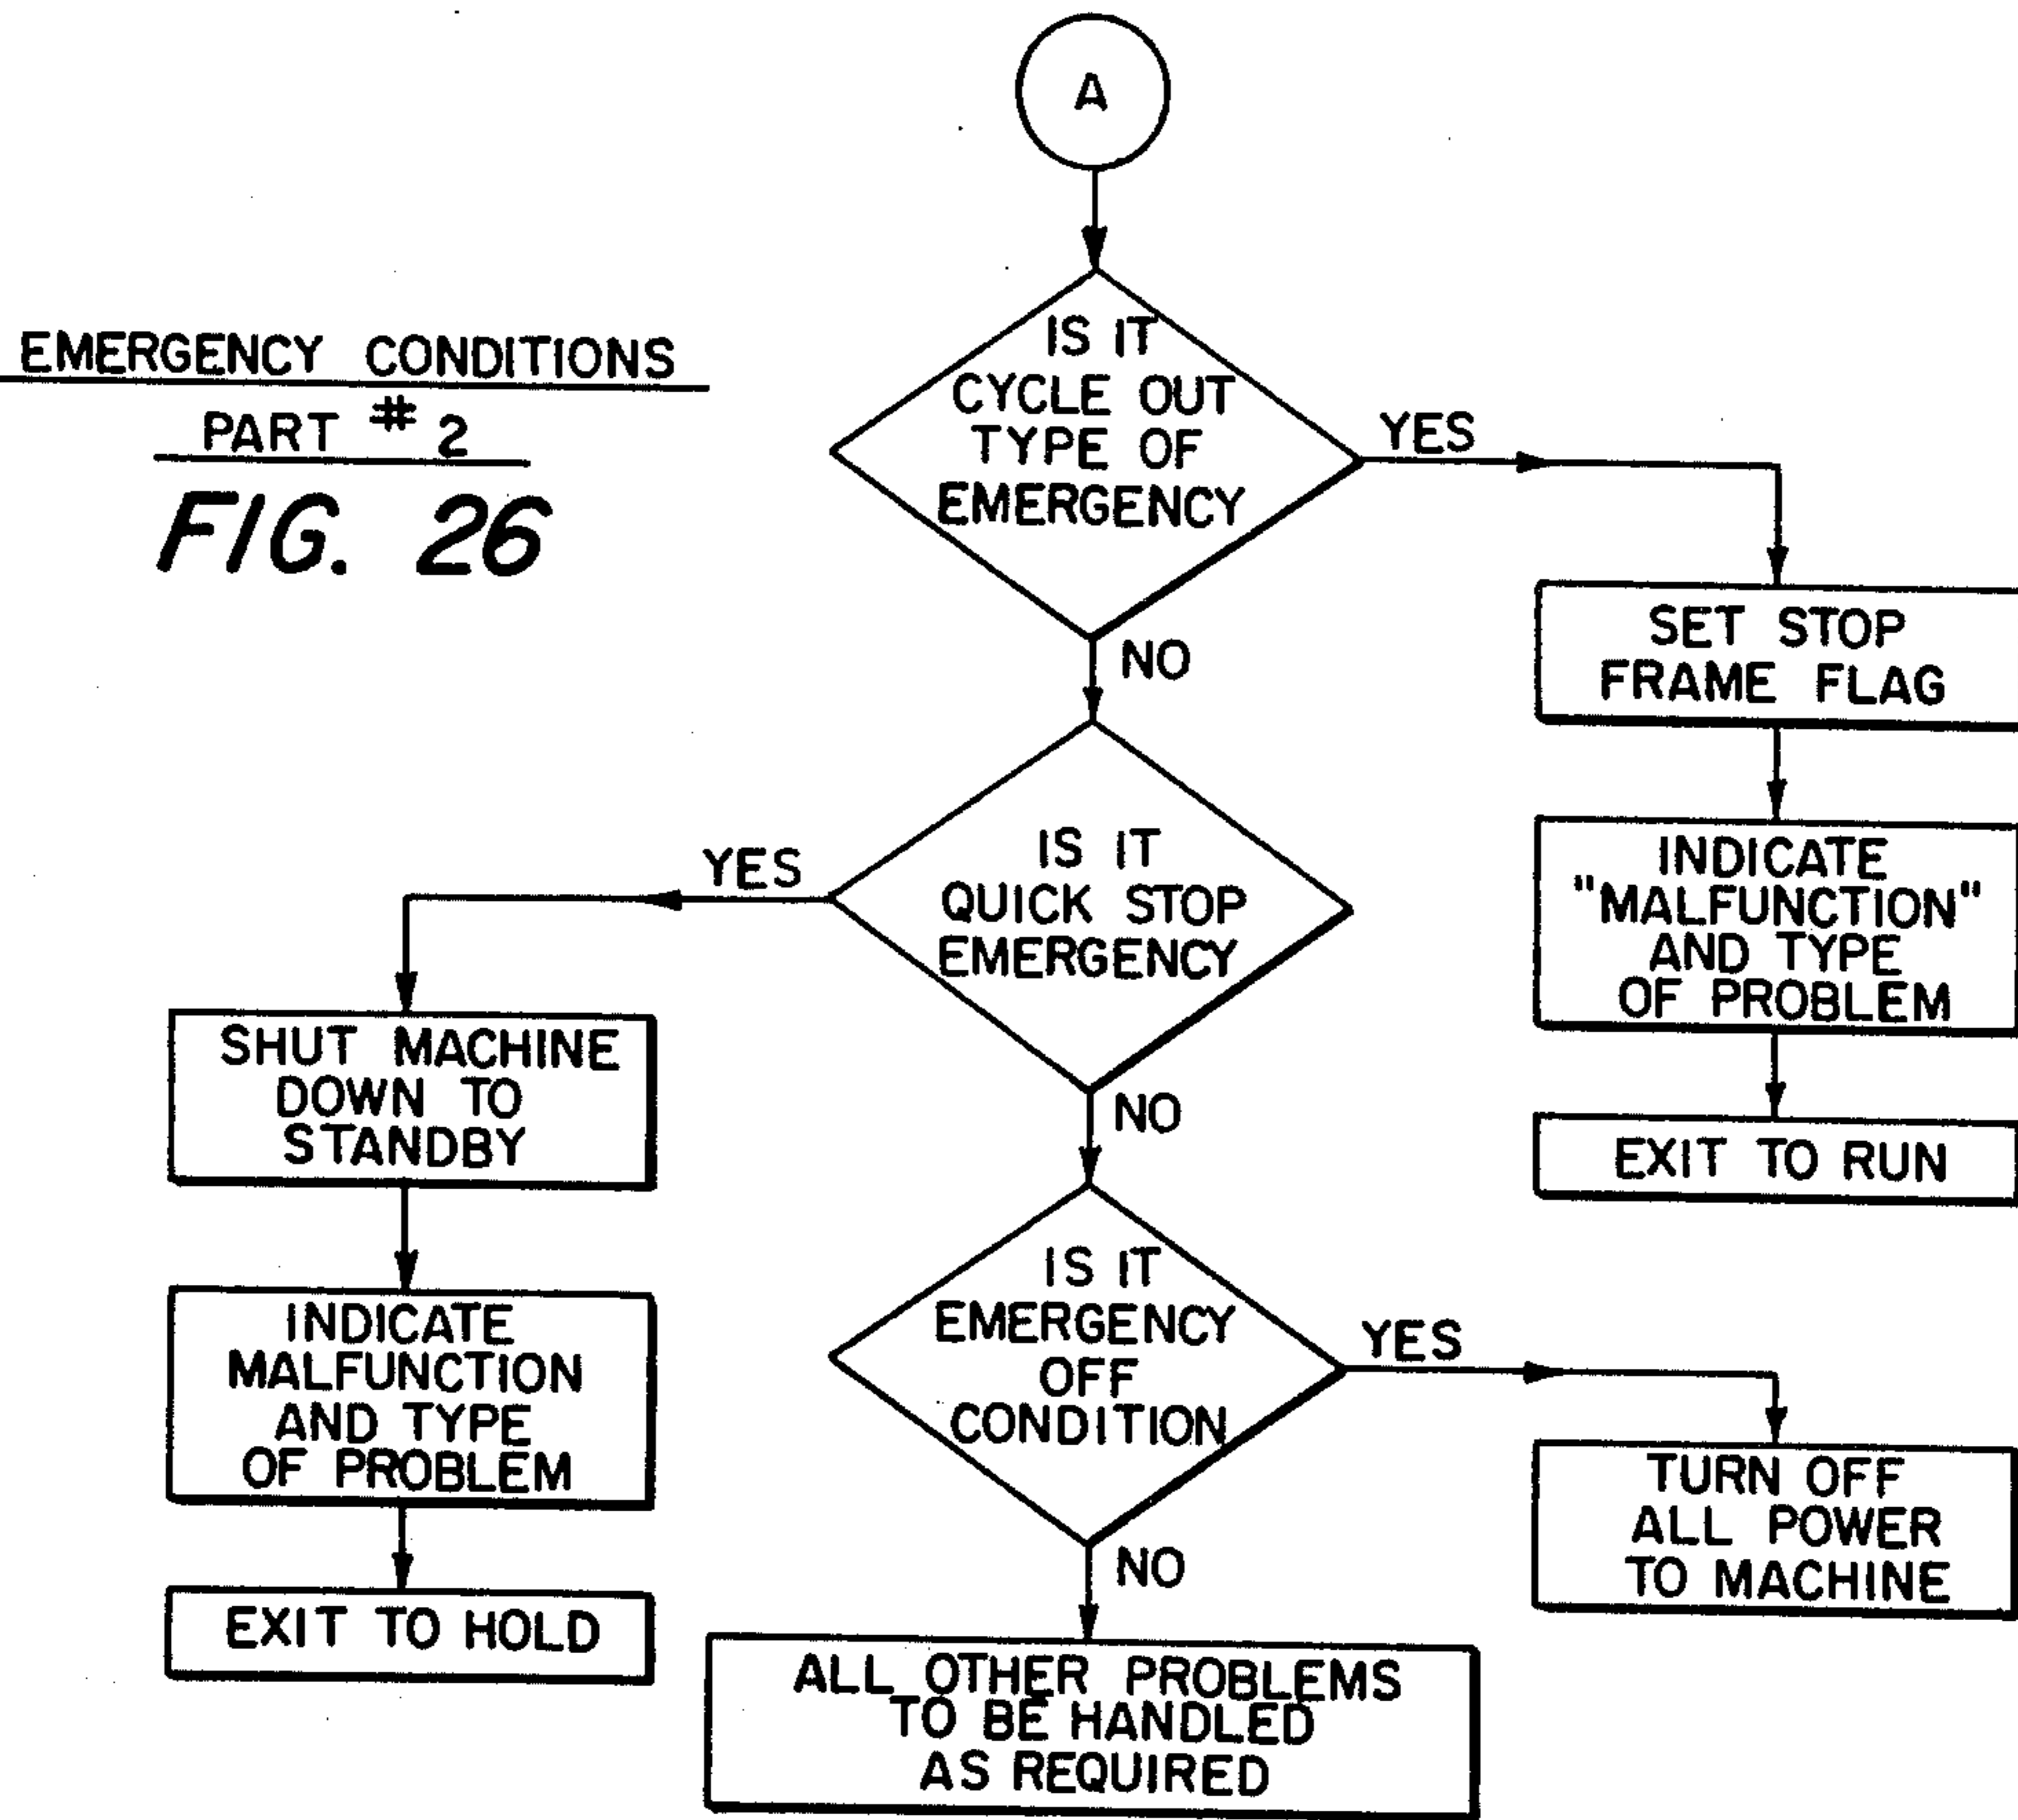 A
EMERGENCY CONDITIONS
PART # 2
FIG. 26
IS IT
CYCLE OUT
TYPE OF
EMERGENCY
YES
NO
SET STOP
FRAME FLAG
INDICATE
"MALFUNCTION"
AND TYPE
OF PROBLEM
EXIT TO RUN
IS IT
QUICK STOP
EMERGENCY
YES
NO
SHUT MACHINE
DOWN TO
STANDBY
INDICATE
MALFUNCTION
AND TYPE
OF PROBLEM
EXIT TO HOLD
IS IT
EMERGENCY
OFF
CONDITION
YES
NO
TURN OFF
ALL POWER
TO MACHINE
ALL OTHER PROBLEMS
TO BE HANDLED
AS REQUIRED